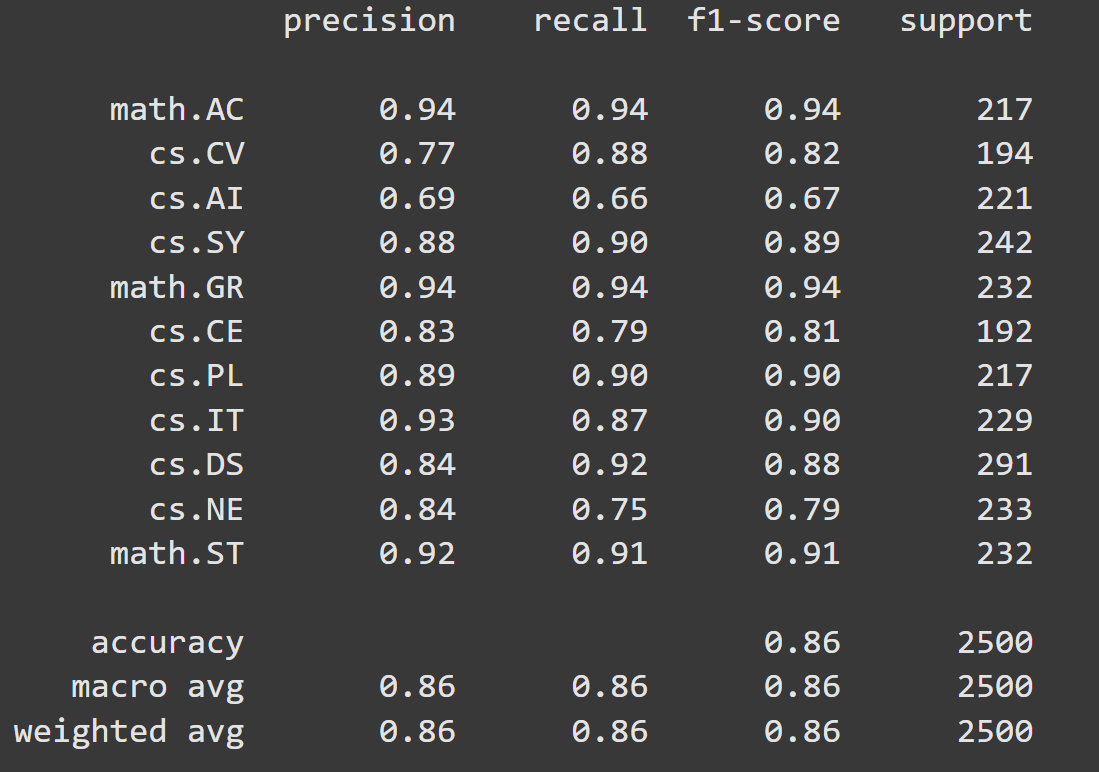 precision recall f1-score support
math.AC 0.94 0.94 0.94 217
cs.CV 0.77 0.88 0.82 194
cs.AI 0.69 0.66 0.67 221
cs.SY 0.88 0.90 0.89 242
math.GR 0.94 0.94 0.94 232
cs.CE 0.83 0.79 0.81 192
cs.PL 0.89 0.90 0.90 217
cs.IT 0.93 0.87 0.90 229
cs.DS 0.84 0.92 0.88 291
cs.NE 0.84 0.75 0.79 233
math.ST 0.92 0.91 0.91 232
accuracy 0.86 2500
macro avg 0.86 0.86 0.86 2500
weighted avg 0.86 0.86 0.86 2500